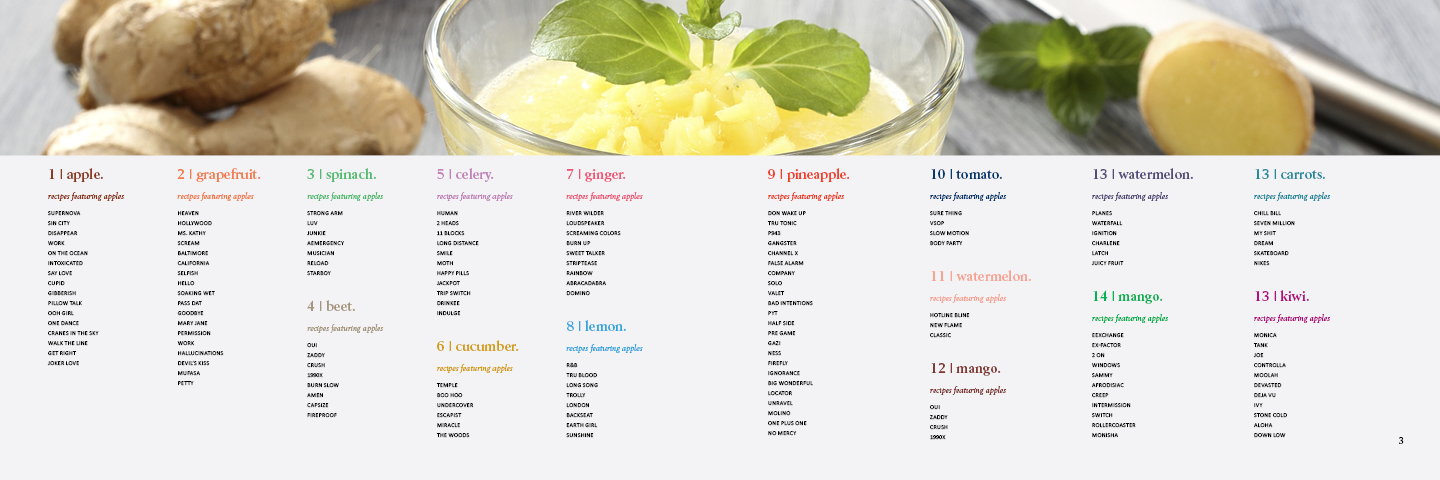 1 | apple.
recipes featuring apples
SUPERNOVA
SIN CITY
DISAPPEAR
WORK
ON THE OCEAN
INTOXICATED
SAY LOVE
CUPID
GIBBERISH
PILLOW TALK
OOH GIRL
ONE DANCE
CRANES IN THE SKY
WALK THE LINE
GET RIGHT
JOKER LOVE
2 | grapefruit.
recipes featuring apples
HEAVEN
HOLLYWOOD
MS. KATHY
SCREAM
BALTIMORE
CALIFORNIA
SELFISH
HELLO
SOAKING WET
PASS DAT
GOODBYE
MARY JANE
PERMISSION
WORK
HALLUCINATIONS
DEVIL'S KISS
MUFASA
PETTY
3 | spinach.
recipes featuring apples
STRONG ARM
LUV
JUNKIE
AEMERGENCY
MUSICIAN
RELOAD
STARBOY
4 | beet.
recipes featuring apples
OUI
ZADDY
CRUSH
1990X
BURN SLOW
AMEN
CAPSIZE
FIREPROOF
5 | celery.
recipes featuring apples
HUMAN
2 HEADS
11 BLOCKS
LONG DISTANCE
SMILE
MOTH
HAPPY PILLS
JACKPOT
TRIP SWITCH
DRINKEE
INDULGE
6 | cucumber.
recipes featuring apples
TEMPLE
BOO HOO
UNDERCOVER
ESCAPIST
MIRACLE
THE WOODS
7 | ginger.
recipes featuring apples
RIVER WILDER
LOUDSPEAKER
SCREAMING COLORS
BURN UP
SWEET TALKER
STRIPTEASE
RAINBOW
ABRACADABRA
DOMINO
8 | lemon.
recipes featuring apples
R&B
TRU BLOOD
LONG SONG
TROLLY
LONDON
BACKSEAT
EARTH GIRL
SUNSHINE
9 | pineapple.
recipes featuring apples
DON WAKE UP
TRU TONIC
P943
GANGSTER
CHANNEL X
FALSE ALARM
COMPANY
SOLO
VALET
BAD INTENTIONS
PYT
HALF SIDE
PRE GAME
GAZI
NESS
FIREFLY
IGNORANCE
BIG WONDERFUL
LOCATOR
UNRAVEL
MOLINO
ONE PLUS ONE
NO MERCY
10 | tomato.
recipes featuring apples
SURE THING
VSOP
SLOW MOTION
BODY PARTY
11 | watermelon.
recipes featuring apples
HOTLINE BLINE
NEW FLAME
CLASSIC
12 | mango.
recipes featuring apples
OUI
ZADDY
CRUSH
1990X
13 | watermelon.
recipes featuring apples
PLANES
WATERFALL
IGNITION
CHARLENE
LATCH
JUICY FRUIT
14 | mango.
recipes featuring apples
EEXCHANGE
EX-FACTOR
2 ON
WINDOWS
SAMMY
AFRODISIAC
CREEP
INTERMISSION
SWITCH
ROLLERCOASTER
MONISHA
13 | carrots.
recipes featuring apples
CHILL BILL
SEVEN MILLION
MY SHIT
DREAM
SKATEBOARD
NIKES
13 | kiwi.
recipes featuring apples
MONICA
TANK
JOE
CONTROLLA
MOOLAH
DEVASTED
DEJA VU
IVY
STONE COLD
ALOHA
DOWN LOW
3